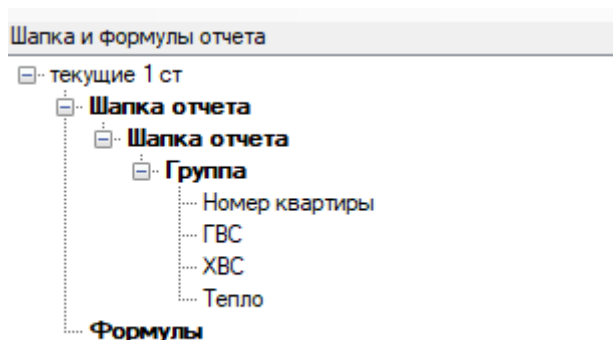 Шапка и формулы отчета
текущие 1 ст
Шапка отчета
Шапка отчета
Группа
Номер квартиры
ГВС
ХВС
Тепло
Формулы